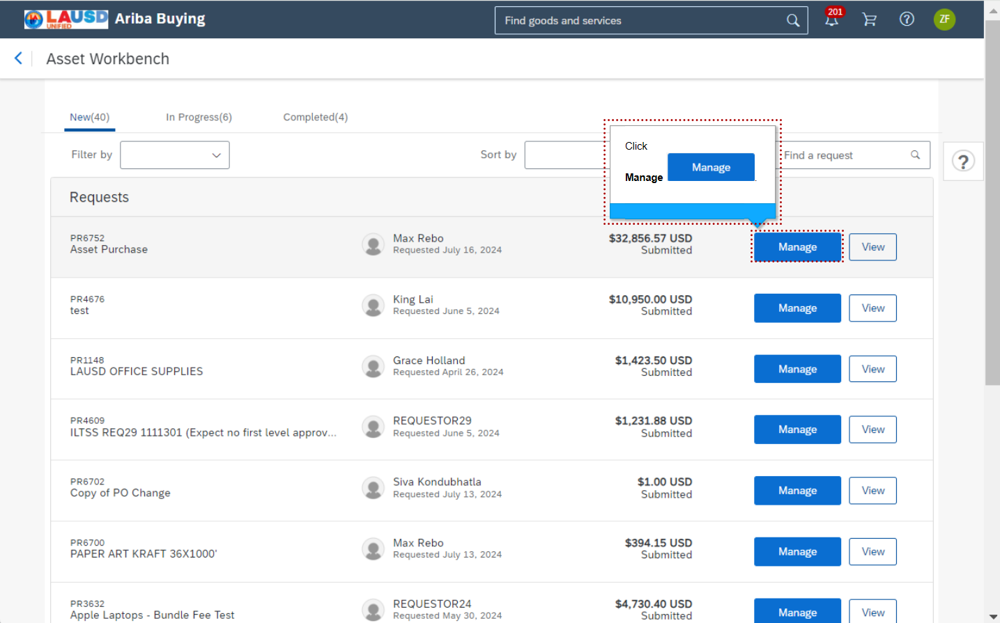 LAUSD
UNIFIED
Ariba Buying
Find goods and services
201
ZF
Asset Workbench
New(40)
In Progress(6)
Completed(4)
Filter by
Sort by
Find a request
?
Click
Manage Manage.
Requests
PR6752
Asset Purchase
Max Rebo
Requested July 16, 2024
$32,856.57 USD
Submitted
Manage
View
PR4676
test
King Lai
Requested June 5, 2024
$10,950.00 USD
Submitted
Manage
View
PR1148
LAUSD OFFICE SUPPLIES
Grace Holland
Requested April 26, 2024
$1,423.50 USD
Submitted
Manage
View
PR4609
ILTSS REQ29 1111301 (Expect no first level approv...
REQUESTOR29
Requested June 5, 2024
$1,231.88 USD
Submitted
Manage
View
PR6702
Copy of PO Change
Siva Kondubhatla
Requested July 13, 2024
$1.00 USD
Submitted
Manage
View
PR6700
PAPER ART KRAFT 36X1000'
Max Rebo
Requested July 13, 2024
$394.15 USD
Submitted
Manage
View
PR3632
Apple Laptops - Bundle Fee Test
REQUESTOR24
Requested May 30, 2024
$4,730.40 USD
Submitted
Manage
View